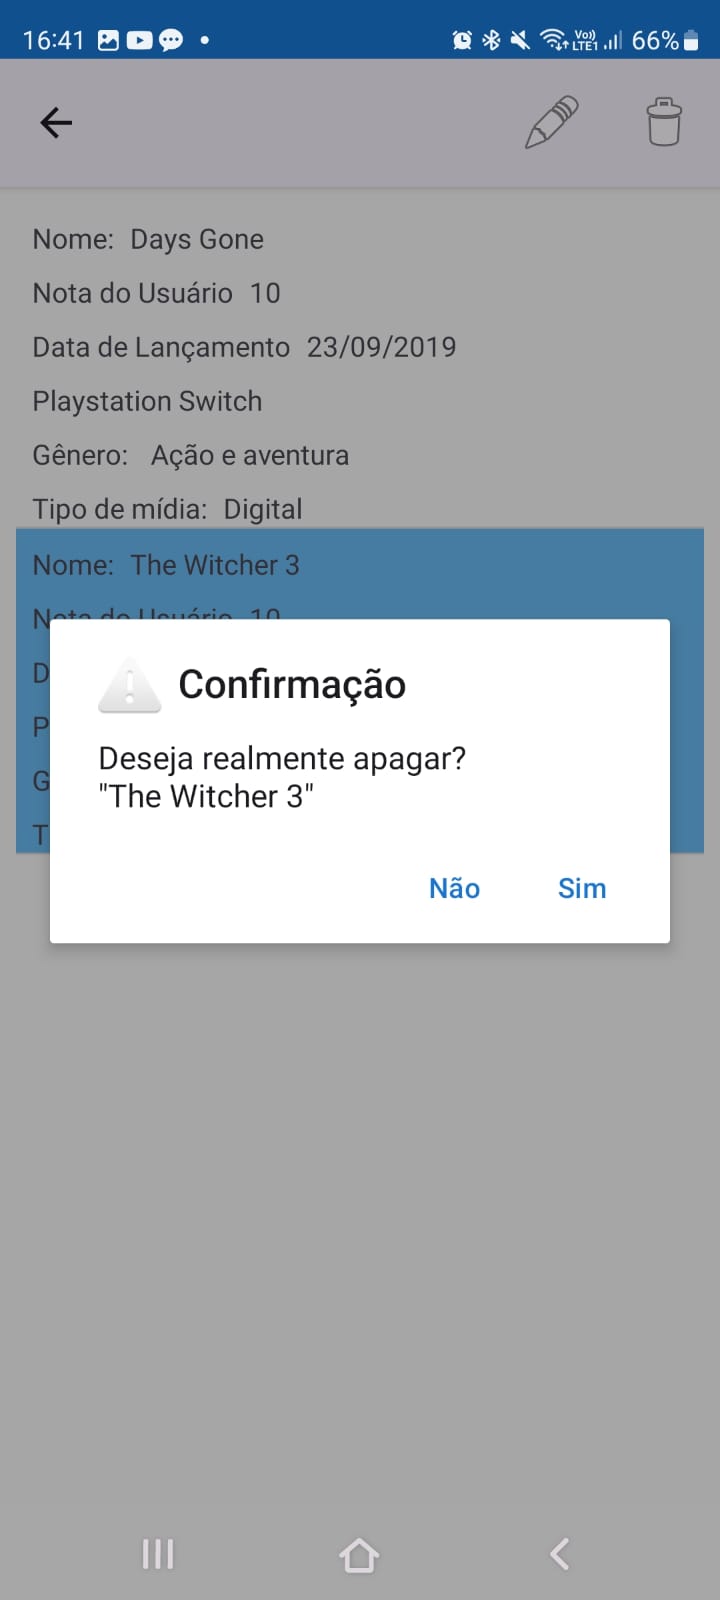 16:41
Vo))
LTE1
66%
Nome: Days Gone
Nota do Usuário 10
Data de Lançamento 23/09/2019
Playstation Switch
Gênero: Ação e aventura
Tipo de mídia: Digital
Nome: The Witcher 3
Nota do Usuário 10
D
P
G
T
Confirmação
Deseja realmente apagar?
"The Witcher 3"
Não Sim